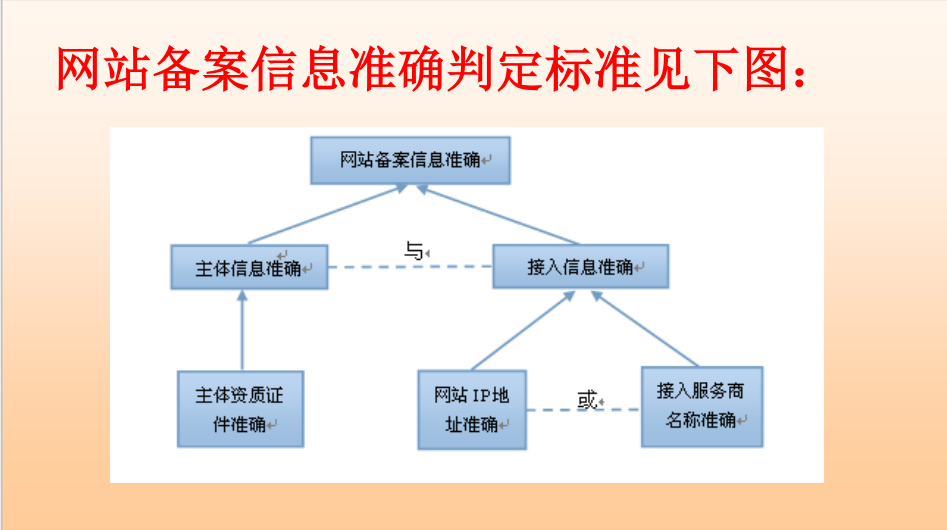 网站备案信息准确判定标准见下图：
网站备案信息准确
主体信息准确
与
接入信息准确
主体资质证
件准确
网站 IP 地
址准确
或
接入服务商
名称准确